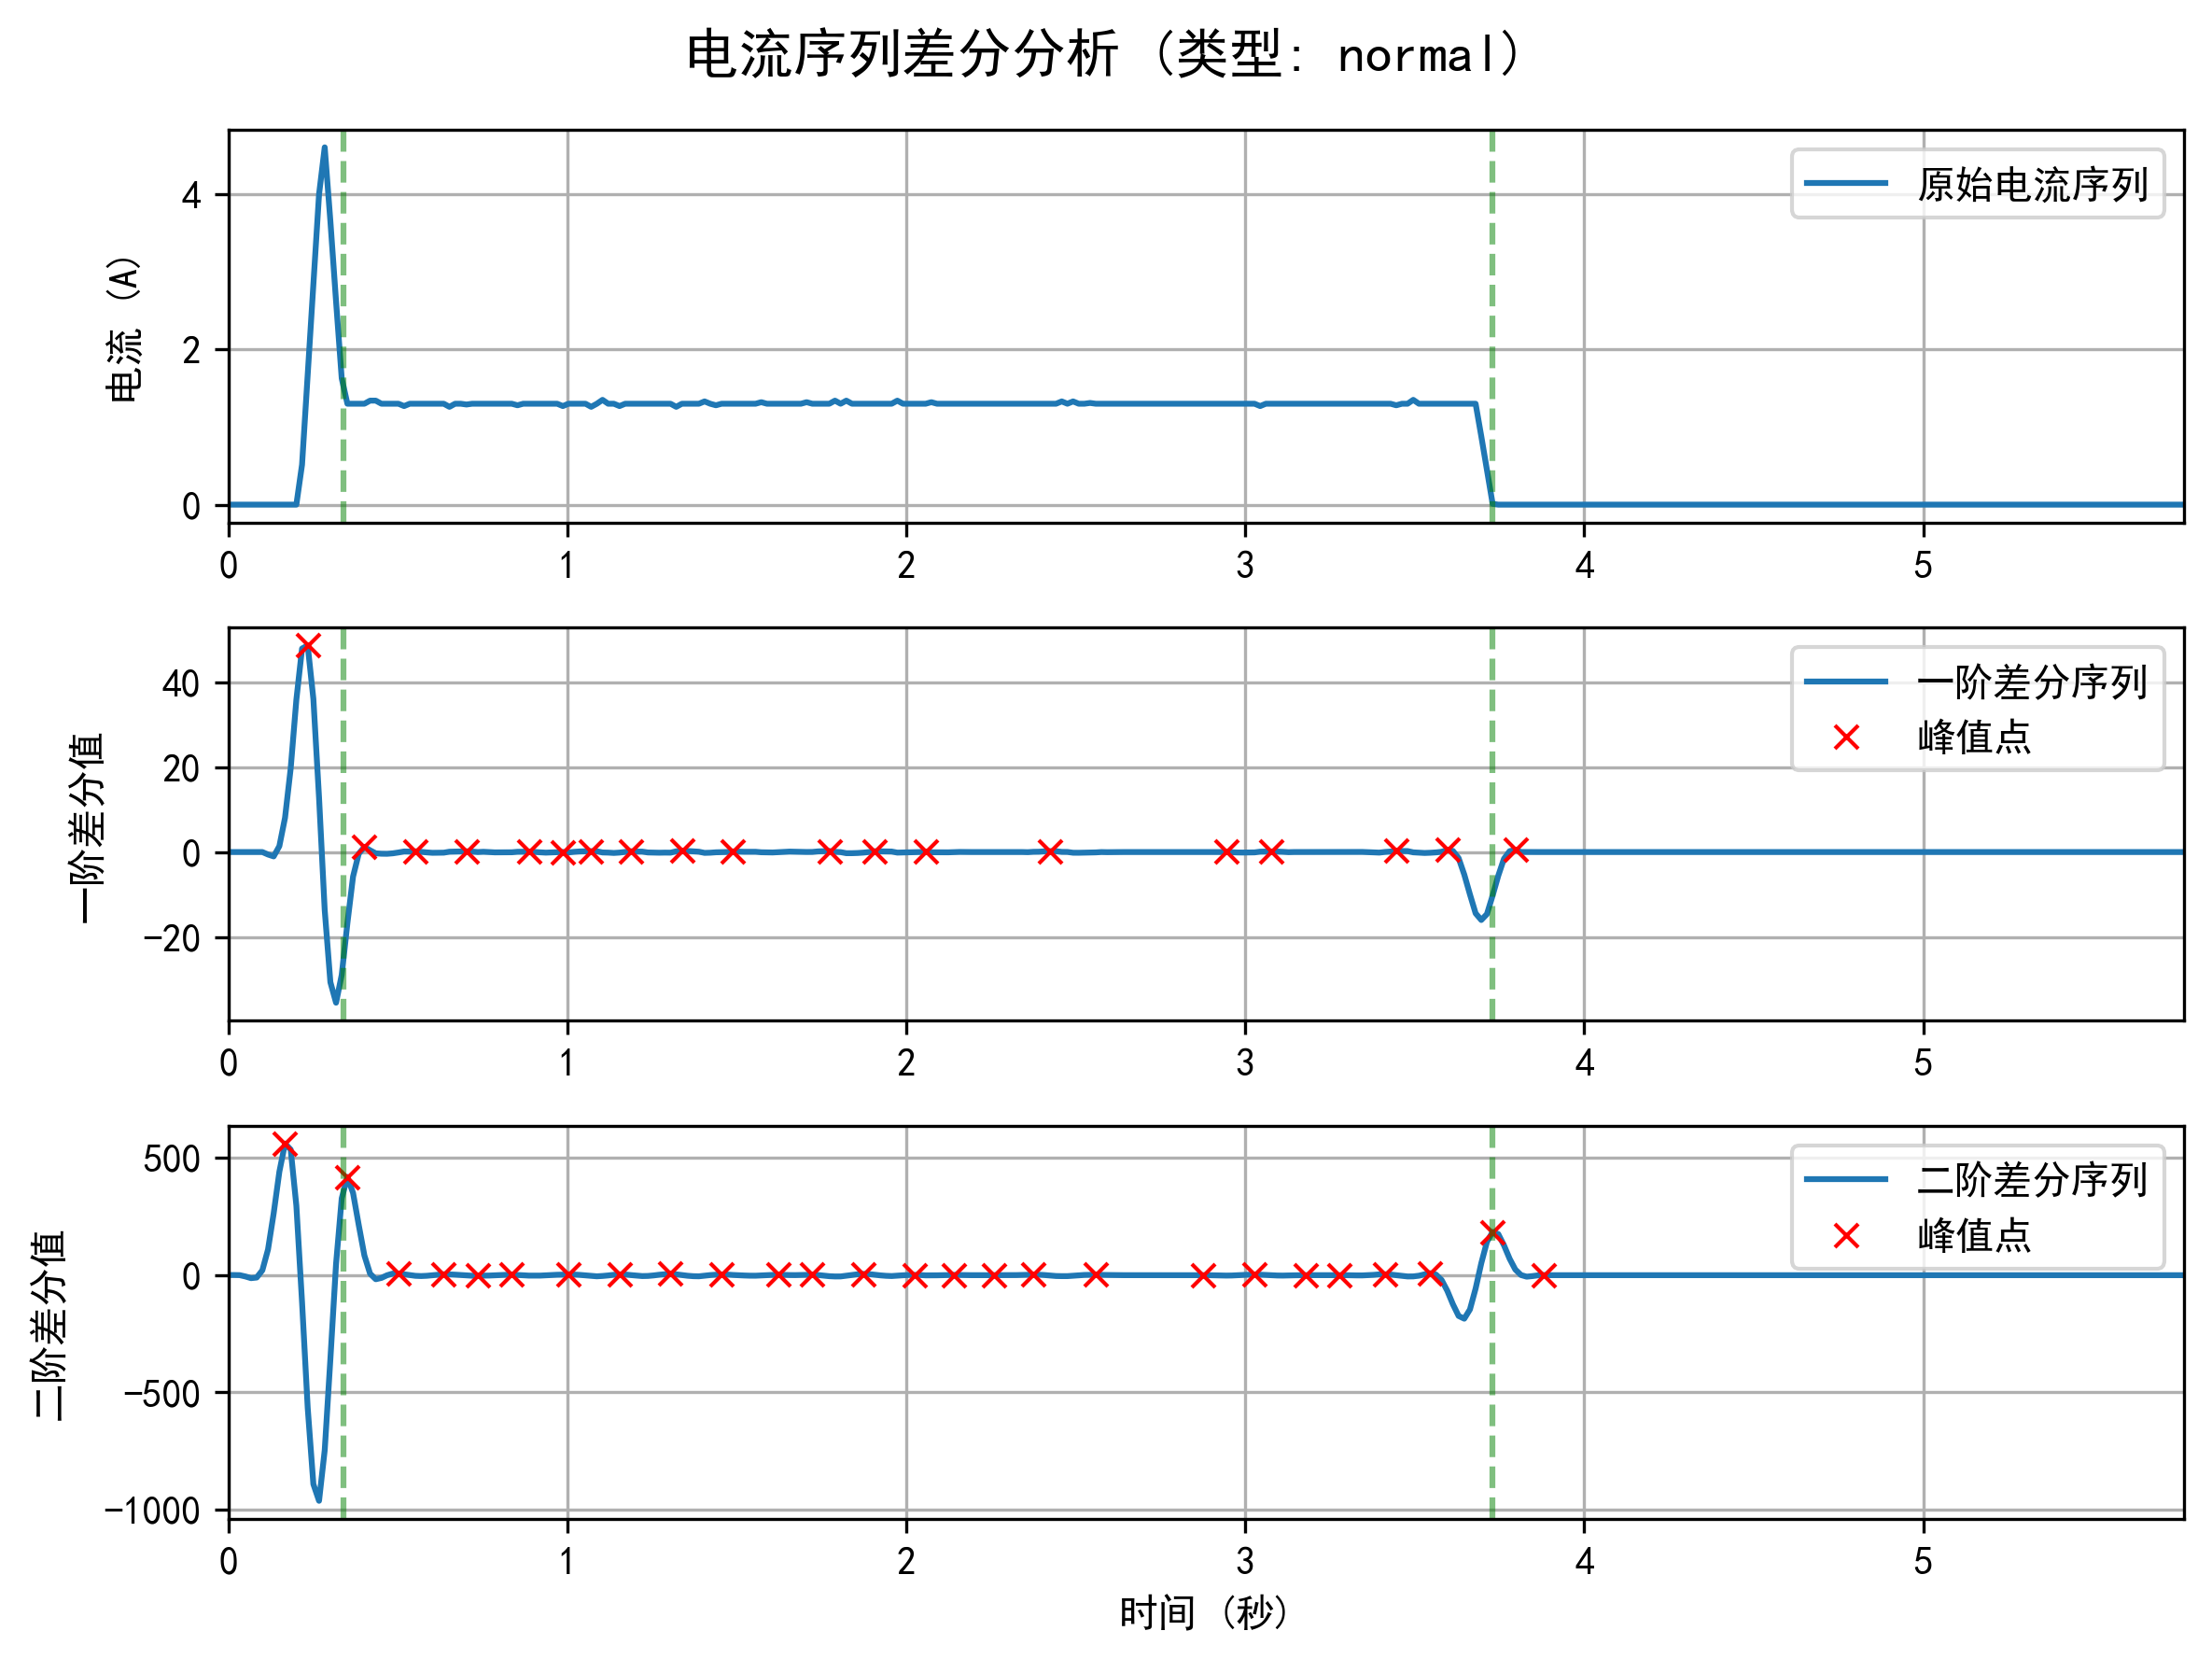 电流序列差分分析 (类型: normal)
电流 (A)
4
2
0
原始电流序列
0 1 2 3 4 5
一阶差分值
40
20
0
−20
一阶差分序列
峰值点
0 1 2 3 4 5
二阶差分值
500
0
−500
−1000
二阶差分序列
峰值点
0 1 2 3 4 5
时间 (秒)